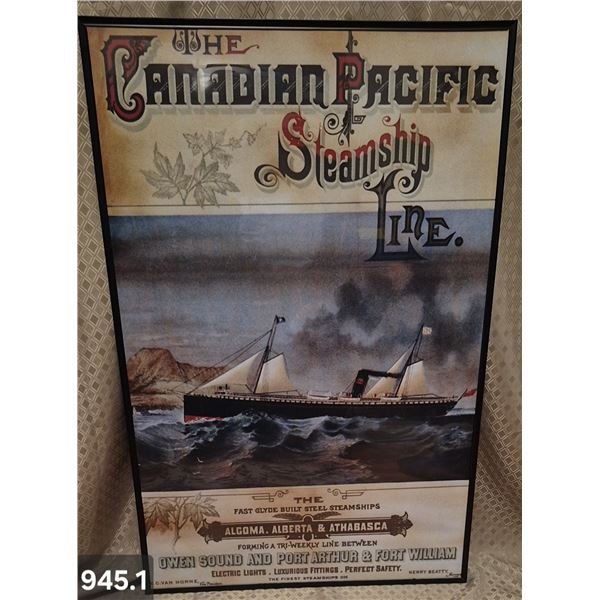 THE
CANADIAN PACIFIC
STEAMSHIP
LINE.
THE
FAST CLYDE BUILT STEEL STEAMSHIPS
ALGOMA, ALBERTA & ATHABASCA
FORMING A TRI-WEEKLY LINE BETWEEN
OWEN SOUND AND PORT ARTHUR & FORT WILLIAM
ELECTRIC LIGHTS. LUXURIOUS FITTINGS. PERFECT SAFETY.
C. VAN HORNE, HENRY BEATTY,
THE FINEST STEAMSHIPS ON
945.1